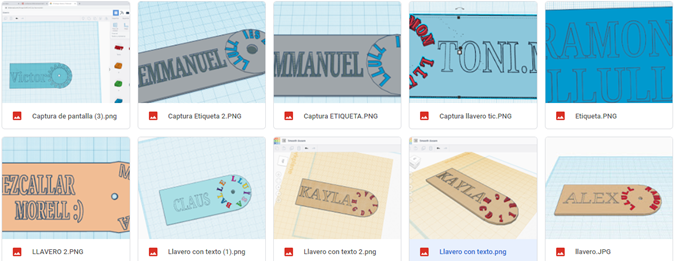 Victor
EMMANUEL
EMMANUEL
TONI.
RAMON
LLULL
Captura de pantalla (3).png
Captura Etiqueta 2.PNG
Captura ETIQUETA.PNG
Captura llavero tic.PNG
Etiqueta.PNG
EZCALLAR
MORELL :)
CLAUS
KAYLA
KAYLA
ALEX
LLAVERO 2.PNG
Llavero con texto (1).png
Llavero con texto 2.png
Llavero con texto.png
llavero.JPG